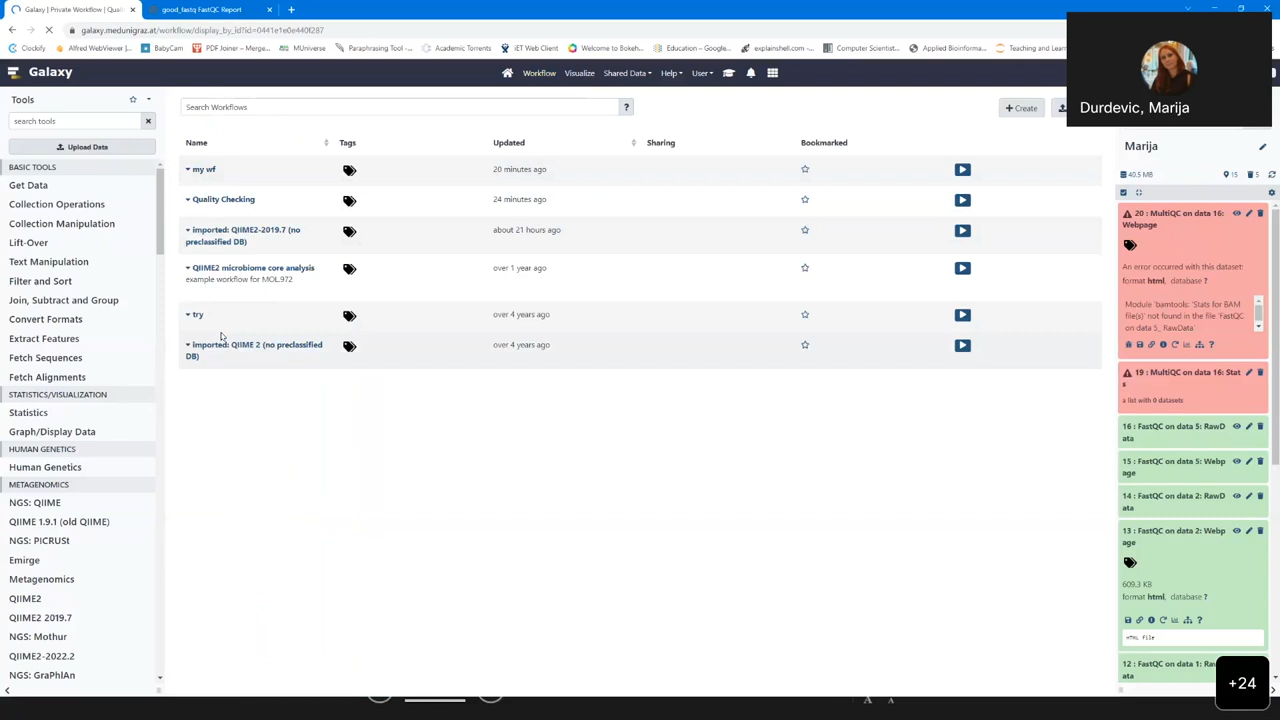 Galaxy | Private Workflow | Quali
good_fastq FastQC Report
galaxy.medunigraz.at/workflow/display_by_id?id=0441e1e0e440f287
Clockify
Alfred WebViewer |
BabyCam
PDF Joiner – Merge...
MUniverse
Paraphrasing Tool -...
Academic Torrents
iET Web Client
Welcome to Bokeh...
Education – Google...
explainshell.com -...
Computer Scientist...
Applied Bioinforma...
Teaching and Learn
Galaxy
Workflow
Visualize
Shared Data
Help
User
Durdevic, Marija
Tools
search tools
Upload Data
BASIC TOOLS
Get Data
Collection Operations
Collection Manipulation
Lift-Over
Text Manipulation
Filter and Sort
Join, Subtract and Group
Convert Formats
Extract Features
Fetch Sequences
Fetch Alignments
STATISTICS/VISUALIZATION
Statistics
Graph/Display Data
HUMAN GENETICS
Human Genetics
METAGENOMICS
NGS: QIIME
QIIME 1.9.1 (old QIIME)
NGS: PICRUSt
Emirge
Metagenomics
QIIME2
QIIME2 2019.7
NGS: Mothur
QIIME2-2022.2
NGS: GraPhlAn
Search Workflows
?
+ Create
Name
Tags
Updated
Sharing
Bookmarked
my wf
20 minutes ago
Quality Checking
24 minutes ago
imported: QIIME2-2019.7 (no
preclassified DB)
about 21 hours ago
QIIME2 microbiome core analysis
example workflow for MOL.972
over 1 year ago
try
over 4 years ago
imported: QIIME 2 (no preclassified
DB)
over 4 years ago
Marija
40.5 MB
15
5
20 : MultiQC on data 16:
Webpage
An error occurred with this dataset:
format html, database ?
Module 'bamtools: 'Stats for BAM
file(s)' not found in the file 'FastQC
on data 5_ RawData'
19 : MultiQC on data 16: Stat
s
a list with 0 datasets
16 : FastQC on data 5: RawD
ata
15 : FastQC on data 5: Webp
age
14 : FastQC on data 2: RawD
ata
13 : FastQC on data 2: Webp
age
609.3 KB
format html, database ?
HTML file
12 : FastQC on data 1: Raw
ata
+24
A A